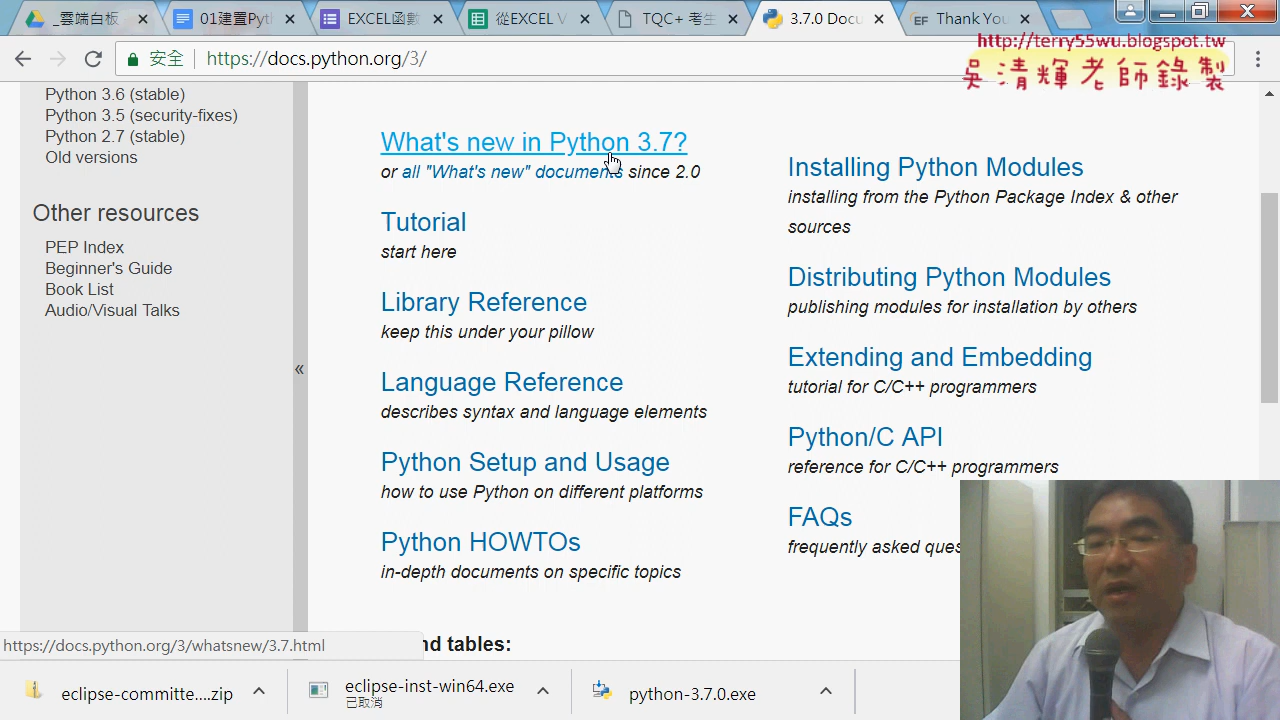 _雲端白板
01建置Pyth
EXCEL函數
從EXCEL V
TQC+ 考生
3.7.0 Docu
Thank You
http://terry55wu.blogspot.tw
吳清輝老師錄製
安全
https://docs.python.org/3/
Python 3.6 (stable)
Python 3.5 (security-fixes)
Python 2.7 (stable)
Old versions
Other resources
PEP Index
Beginner's Guide
Book List
Audio/Visual Talks
«
What's new in Python 3.7?
or all "What's new" documents since 2.0
Tutorial
start here
Library Reference
keep this under your pillow
Language Reference
describes syntax and language elements
Python Setup and Usage
how to use Python on different platforms
Python HOWTOs
in-depth documents on specific topics
Installing Python Modules
installing from the Python Package Index & other
sources
Distributing Python Modules
publishing modules for installation by others
Extending and Embedding
tutorial for C/C++ programmers
Python/C API
reference for C/C++ programmers
FAQs
frequently asked ques
nd tables:
https://docs.python.org/3/whatsnew/3.7.html
eclipse-committe....zip
eclipse-inst-win64.exe
已取消
python-3.7.0.exe